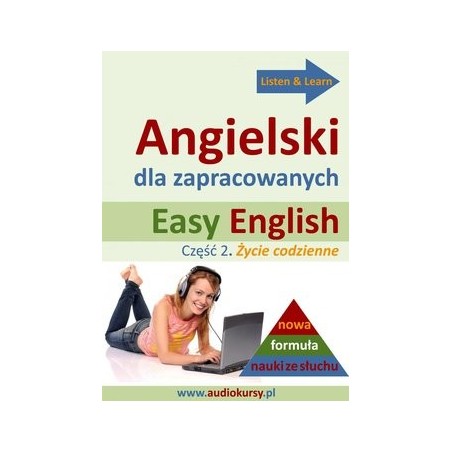 Listen & Learn
Angielski
dla zapracowanych
Easy English
Część 2. Życie codzienne
nowa
formuła
nauki ze słuchu
www.audiokursy.pl